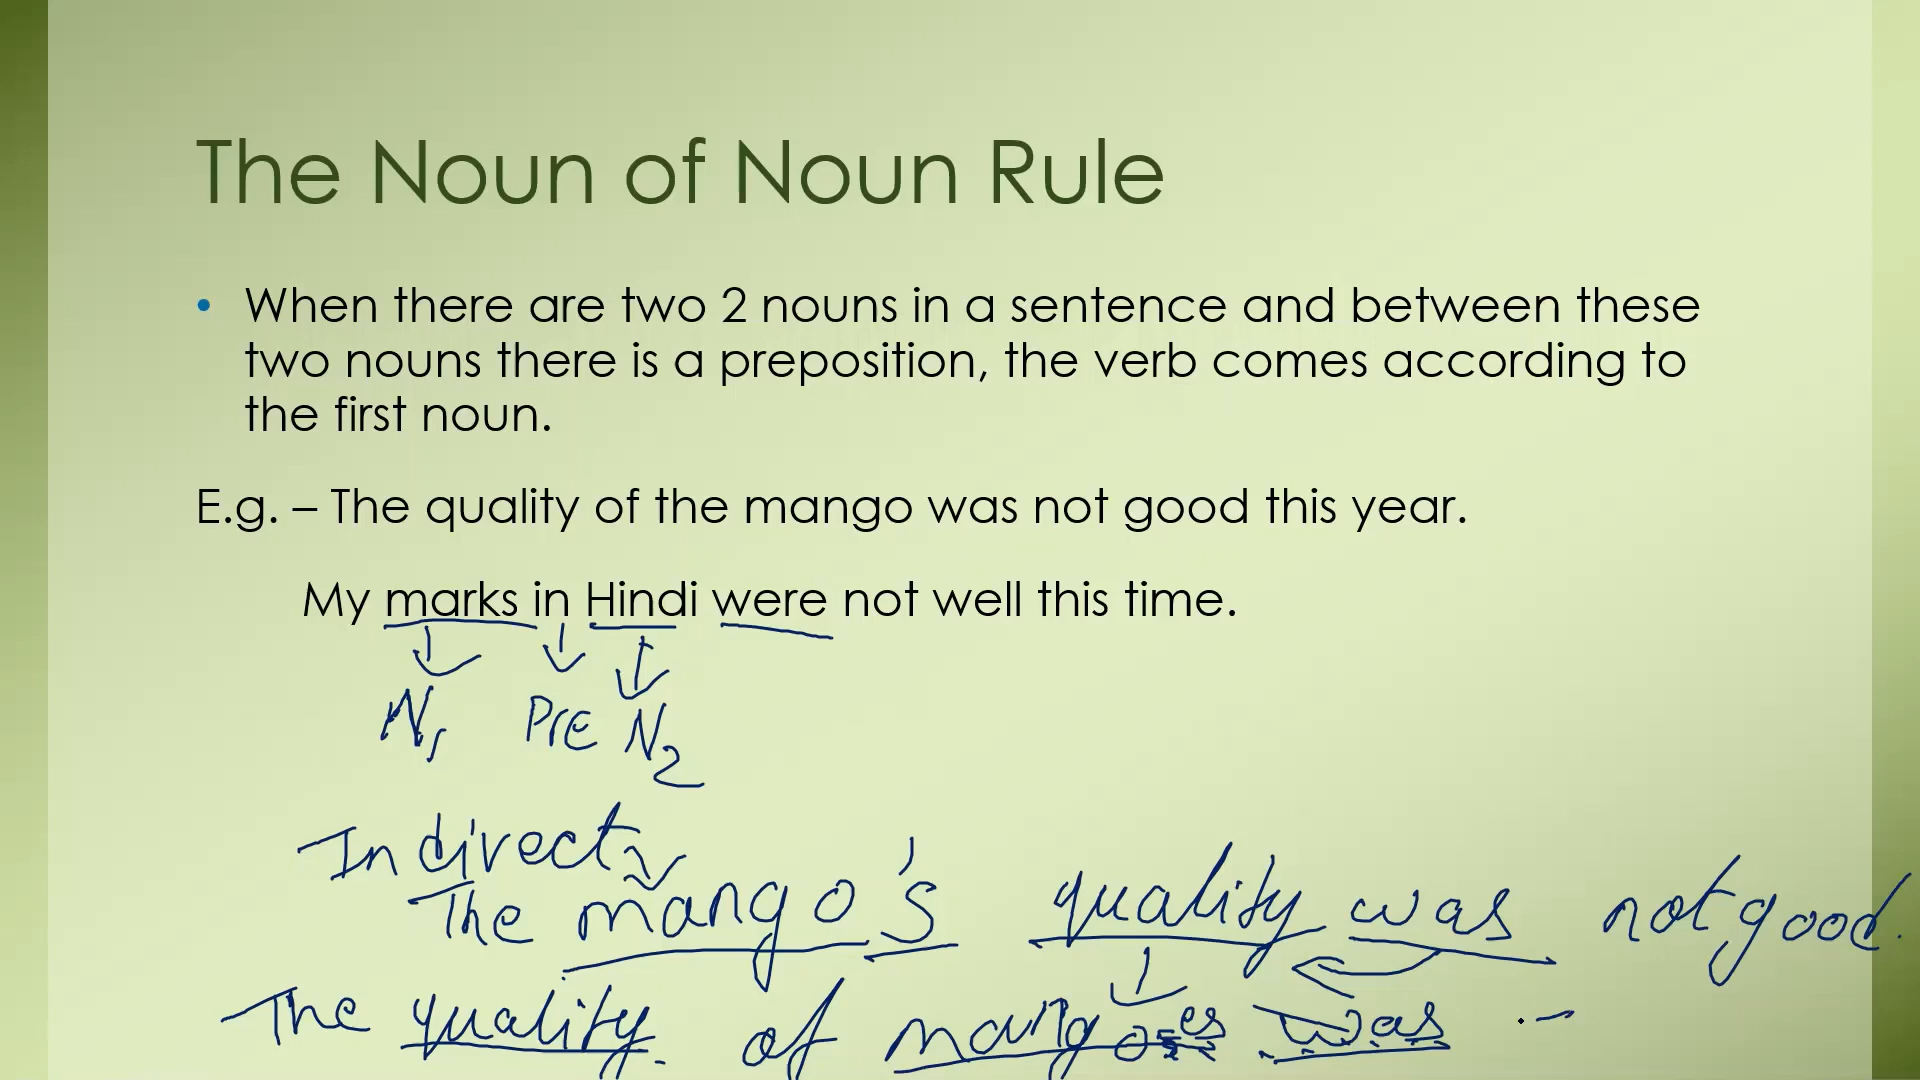 The Noun of Noun Rule
• When there are two 2 nouns in a sentence and between these
two nouns there is a preposition, the verb comes according to
the first noun.
E.g. – The quality of the mango was not good this year.
My marks in Hindi were not well this time.
N1 PrE N2
Indirect
The mango's quality was not good.
The quality of mangoes was